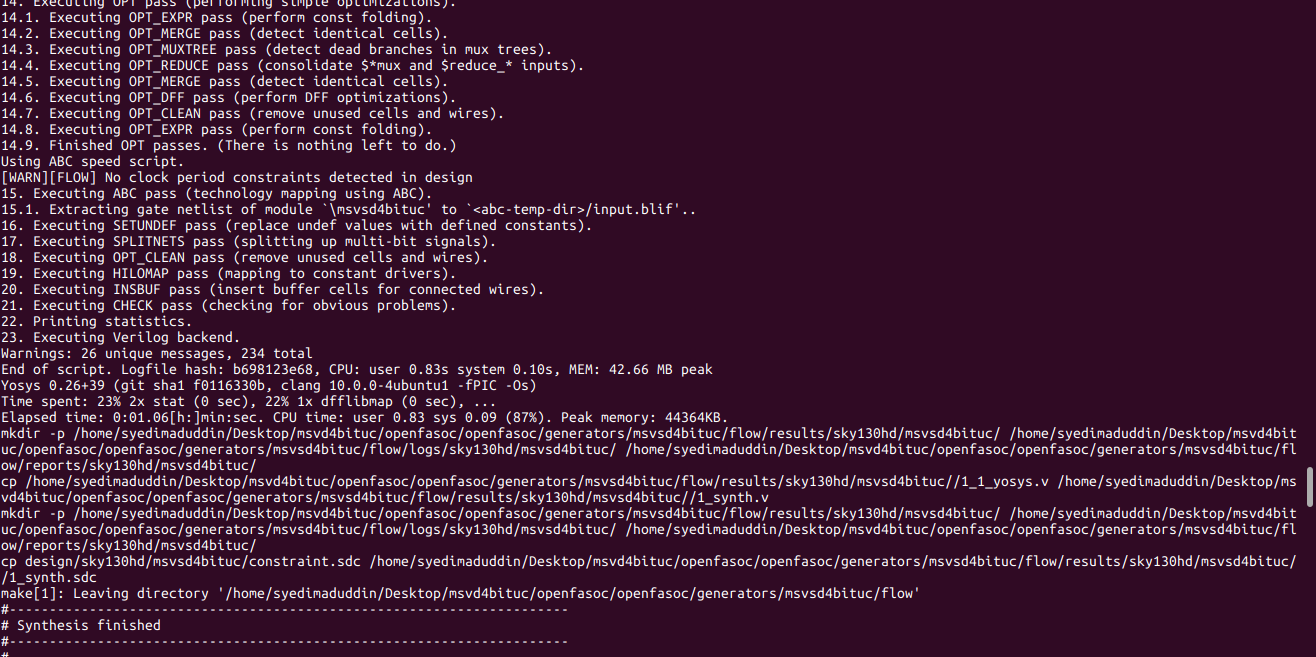 14. Executing OPT pass (performing simple optimizations).
14.1. Executing OPT_EXPR pass (perform const folding).
14.2. Executing OPT_MERGE pass (detect identical cells).
14.3. Executing OPT_MUXTREE pass (detect dead branches in mux trees).
14.4. Executing OPT_REDUCE pass (consolidate $*mux and $reduce_* inputs).
14.5. Executing OPT_MERGE pass (detect identical cells).
14.6. Executing OPT_DFF pass (perform DFF optimizations).
14.7. Executing OPT_CLEAN pass (remove unused cells and wires).
14.8. Executing OPT_EXPR pass (perform const folding).
14.9. Finished OPT passes. (There is nothing left to do.)
Using ABC speed script.
[WARN][FLOW] No clock period constraints detected in design
15. Executing ABC pass (technology mapping using ABC).
15.1. Extracting gate netlist of module `\msvsd4bituc' to `<abc-temp-dir>/input.blif'..
16. Executing SETUNDEF pass (replace undef values with defined constants).
17. Executing SPLITNETS pass (splitting up multi-bit signals).
18. Executing OPT_CLEAN pass (remove unused cells and wires).
19. Executing HILOMAP pass (mapping to constant drivers).
20. Executing INSBUF pass (insert buffer cells for connected wires).
21. Executing CHECK pass (checking for obvious problems).
22. Printing statistics.
23. Executing Verilog backend.
Warnings: 26 unique messages, 234 total
End of script. Logfile hash: b698123e68, CPU: user 0.83s system 0.10s, MEM: 42.66 MB peak
Yosys 0.26+39 (git sha1 f0116330b, clang 10.0.0-4ubuntu1 -fPIC -Os)
Time spent: 23% 2x stat (0 sec), 22% 1x dfflibmap (0 sec), ...
Elapsed time: 0:01.06[h:]min:sec. CPU time: user 0.83 sys 0.09 (87%). Peak memory: 44364KB.
mkdir -p /home/syedimaduddin/Desktop/msvd4bituc/openfasoc/openfasoc/generators/msvsd4bituc/flow/results/sky130hd/msvsd4bituc/ /home/syedimaduddin/Desktop/msvd4bit
uc/openfasoc/openfasoc/generators/msvsd4bituc/flow/logs/sky130hd/msvsd4bituc/ /home/syedimaduddin/Desktop/msvd4bituc/openfasoc/openfasoc/generators/msvsd4bituc/fl
ow/reports/sky130hd/msvsd4bituc/
cp /home/syedimaduddin/Desktop/msvd4bituc/openfasoc/openfasoc/generators/msvsd4bituc/flow/results/sky130hd/msvsd4bituc//1_1_yosys.v /home/syedimaduddin/Desktop/ms
vd4bituc/openfasoc/openfasoc/generators/msvsd4bituc/flow/results/sky130hd/msvsd4bituc//1_synth.v
mkdir -p /home/syedimaduddin/Desktop/msvd4bituc/openfasoc/openfasoc/generators/msvsd4bituc/flow/results/sky130hd/msvsd4bituc/ /home/syedimaduddin/Desktop/msvd4bit
uc/openfasoc/openfasoc/generators/msvsd4bituc/flow/logs/sky130hd/msvsd4bituc/ /home/syedimaduddin/Desktop/msvd4bituc/openfasoc/openfasoc/generators/msvsd4bituc/fl
ow/reports/sky130hd/msvsd4bituc/
cp design/sky130hd/msvsd4bituc/constraint.sdc /home/syedimaduddin/Desktop/msvd4bituc/openfasoc/openfasoc/generators/msvsd4bituc/flow/results/sky130hd/msvsd4bituc/
/1_synth.sdc
make[1]: Leaving directory '/home/syedimaduddin/Desktop/msvd4bituc/openfasoc/openfasoc/generators/msvsd4bituc/flow'
#----------------------------------------------------------------------
# Synthesis finished
#----------------------------------------------------------------------
#